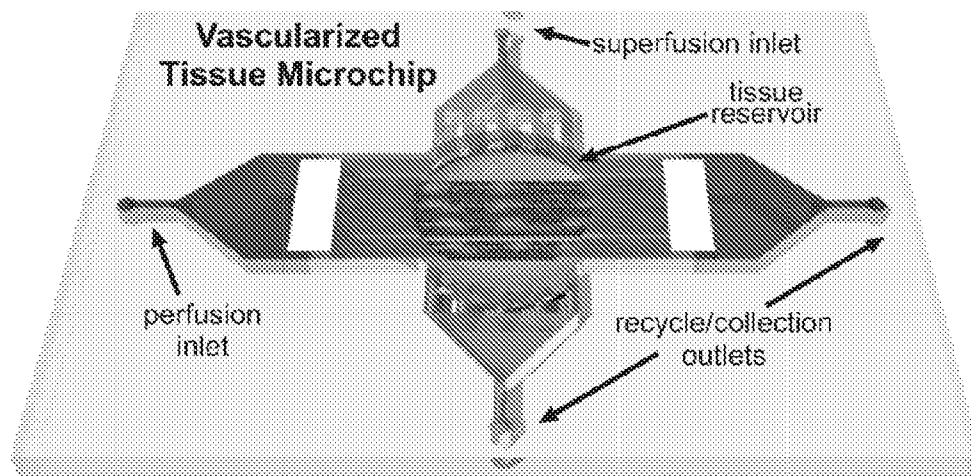 Vascularized
Tissue Microchip
superfusion inlet
tissue
reservoir
perfusion
inlet
recycle/collection
outlets